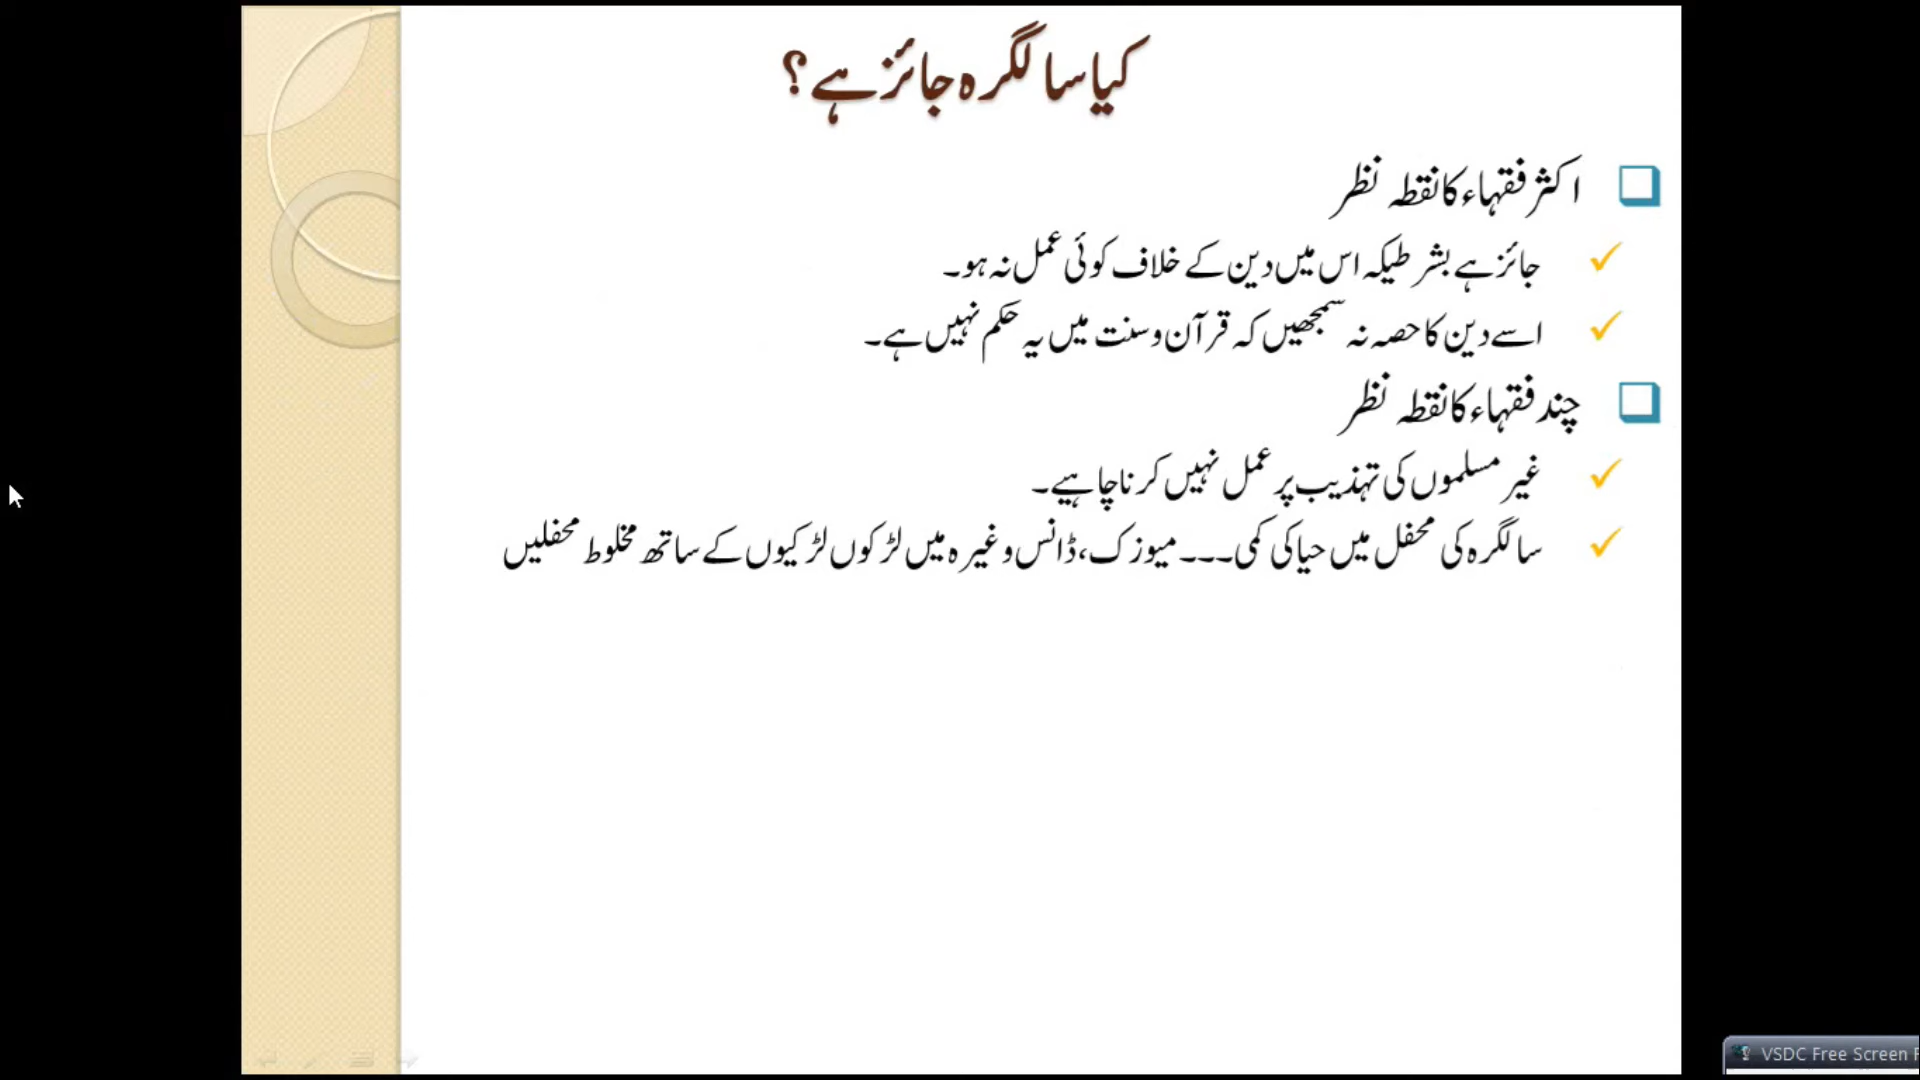 کیا سالگرہ جائز ہے؟
اکثر فقہاء کا نقطہ نظر
جائز ہے بشرطیکہ اس میں دین کے خلاف کوئی عمل نہ ہو۔
اسے دین کا حصہ نہ سمجھیں کہ قرآن و سنت میں یہ حکم نہیں ہے۔
چند فقہاء کا نقطہ نظر
غیر مسلموں کی تہذیب پر عمل نہیں کرنا چاہیے۔
سالگرہ کی محفل میں حیا کی کمی۔۔۔ میوزک، ڈانس وغیرہ میں لڑکوں لڑکیوں کے ساتھ مخلوط محفلیں
VSDC Free Screen